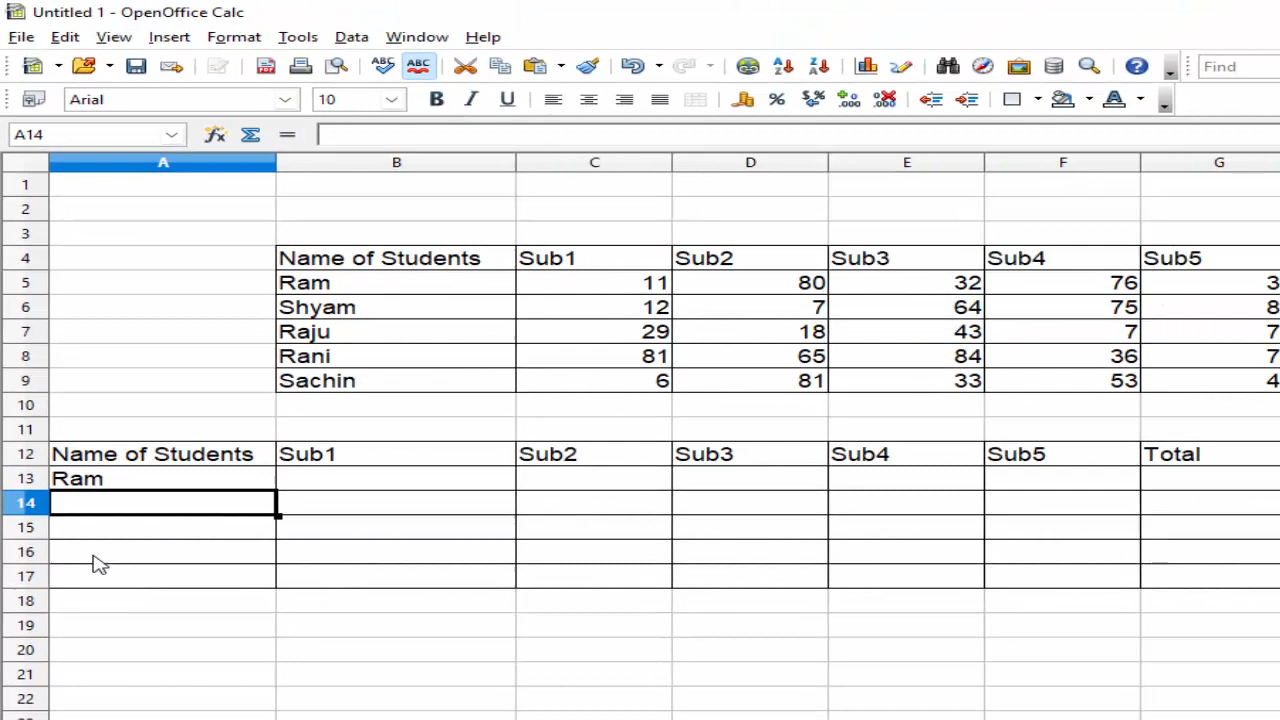 Untitled 1 - OpenOffice Calc
File Edit View Insert Format Tools Data Window Help
ABC ABC Find
Arial 10 B I U
A14
A B C D E F G
1
2
3
4 Name of Students Sub1 Sub2 Sub3 Sub4 Sub5
5 Ram 11 80 32 76 3
6 Shyam 12 7 64 75 8
7 Raju 29 18 43 7 7
8 Rani 81 65 84 36 7
9 Sachin 6 81 33 53 4
10
11
12 Name of Students Sub1 Sub2 Sub3 Sub4 Sub5 Total
13 Ram
14
15
16
17
18
19
20
21
22